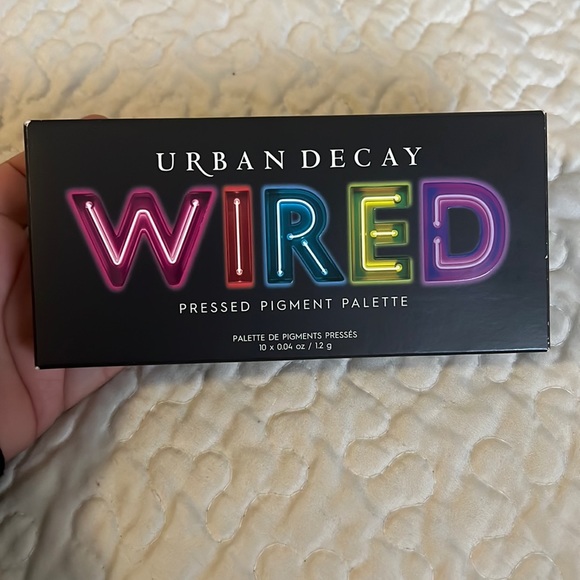 URBAN DECAY
WIRED
PRESSED PIGMENT PALETTE
PALETTE DE PIGMENTS PRESSÉS
10 x 0.04 oz / 1.2 g